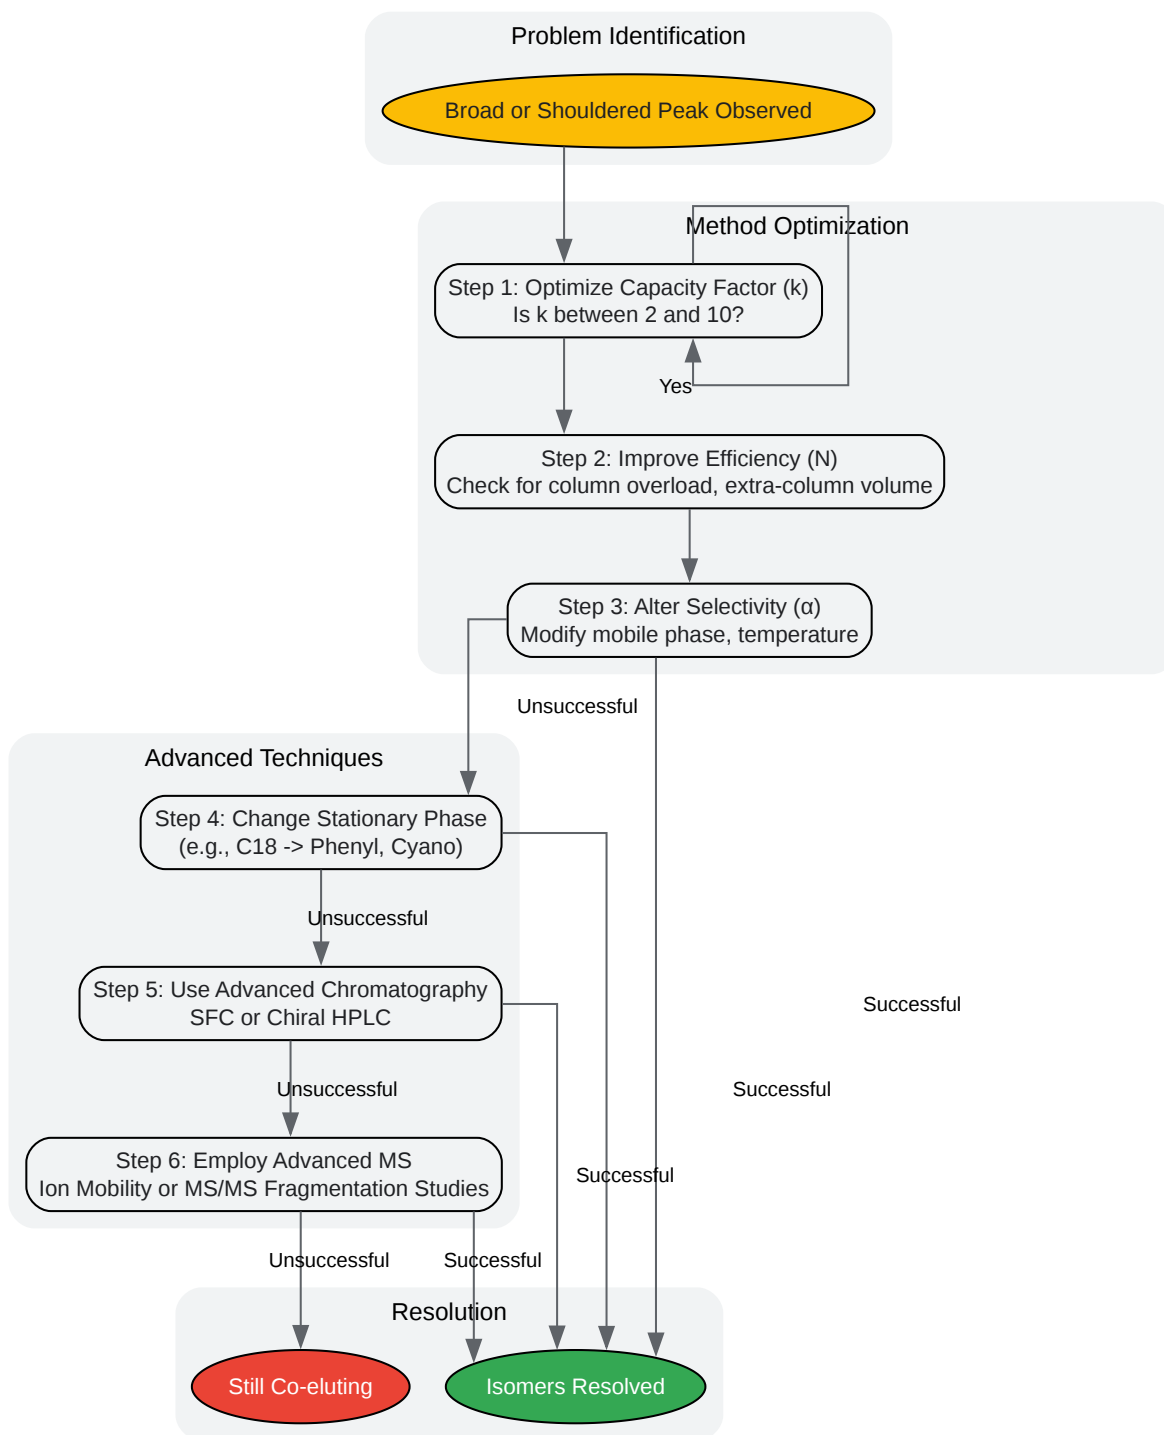 Problem Identification
Broad or Shouldered Peak Observed
Method Optimization
Step 1: Optimize Capacity Factor (k)
Is k between 2 and 10?
Yes
Step 2: Improve Efficiency (N)
Check for column overload, extra-column volume
Step 3: Alter Selectivity (α)
Modify mobile phase, temperature
Unsuccessful
Advanced Techniques
Step 4: Change Stationary Phase
(e.g., C18 -> Phenyl, Cyano)
Unsuccessful
Step 5: Use Advanced Chromatography
SFC or Chiral HPLC
Successful
Unsuccessful
Successful
Step 6: Employ Advanced MS
Ion Mobility or MS/MS Fragmentation Studies
Successful
Unsuccessful
Successful
Resolution
Still Co-eluting
Isomers Resolved